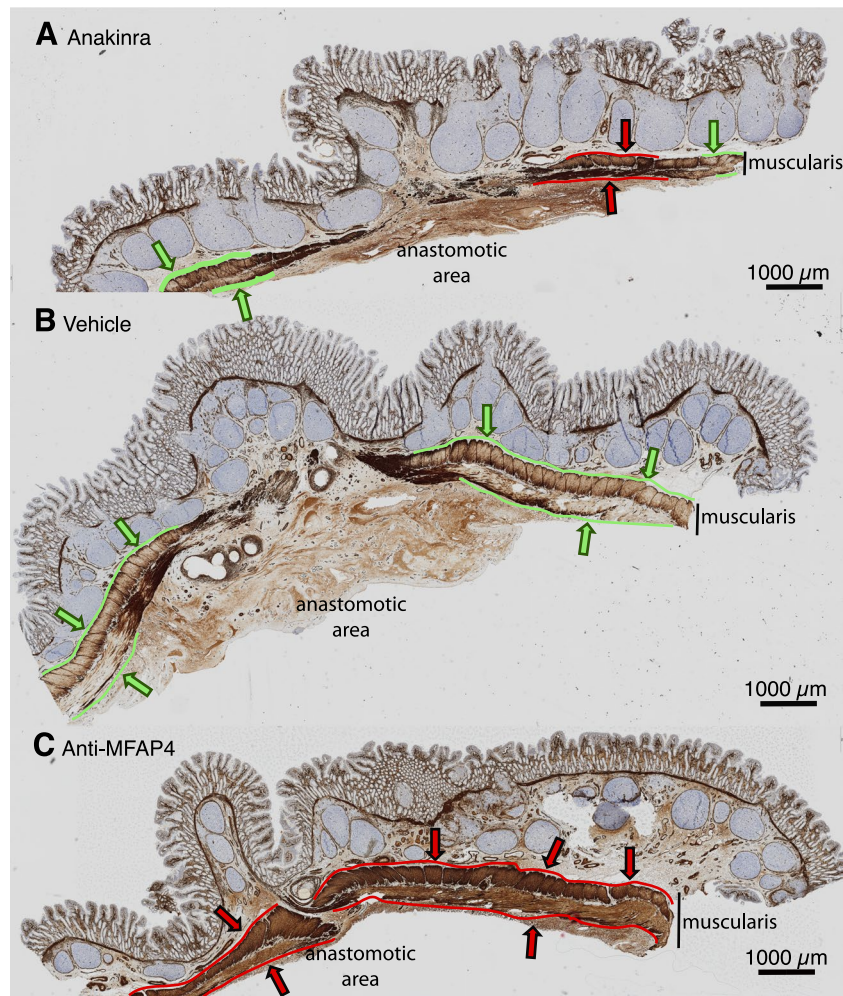 A Anakinra
muscularis
anastomotic
area
1000 µm
B Vehicle
muscularis
anastomotic
area
1000 µm
C Anti-MFAP4
muscularis
anastomotic
area
1000 µm